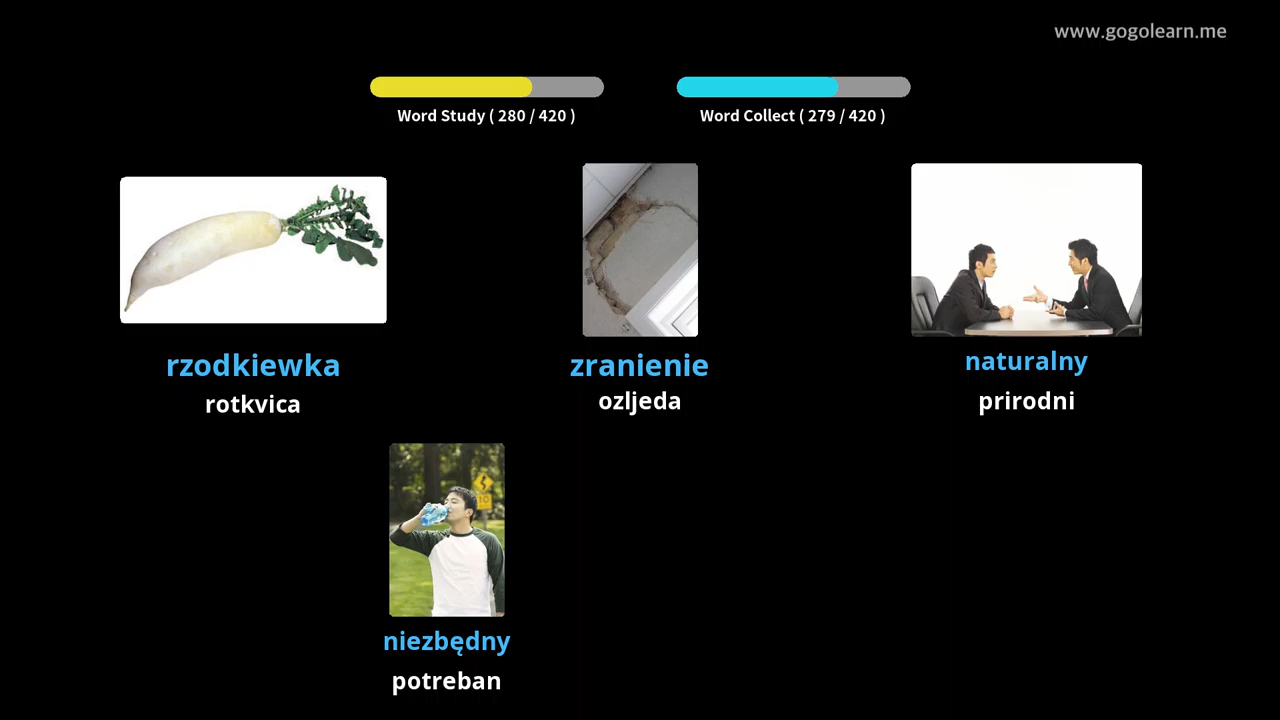 www.gogolearn.me
Word Study ( 280 / 420 )
Word Collect ( 279 / 420 )
rzodkiewka
rotkvica
zranienie
ozljeda
naturalny
prirodni
10
niezbędny
potreban